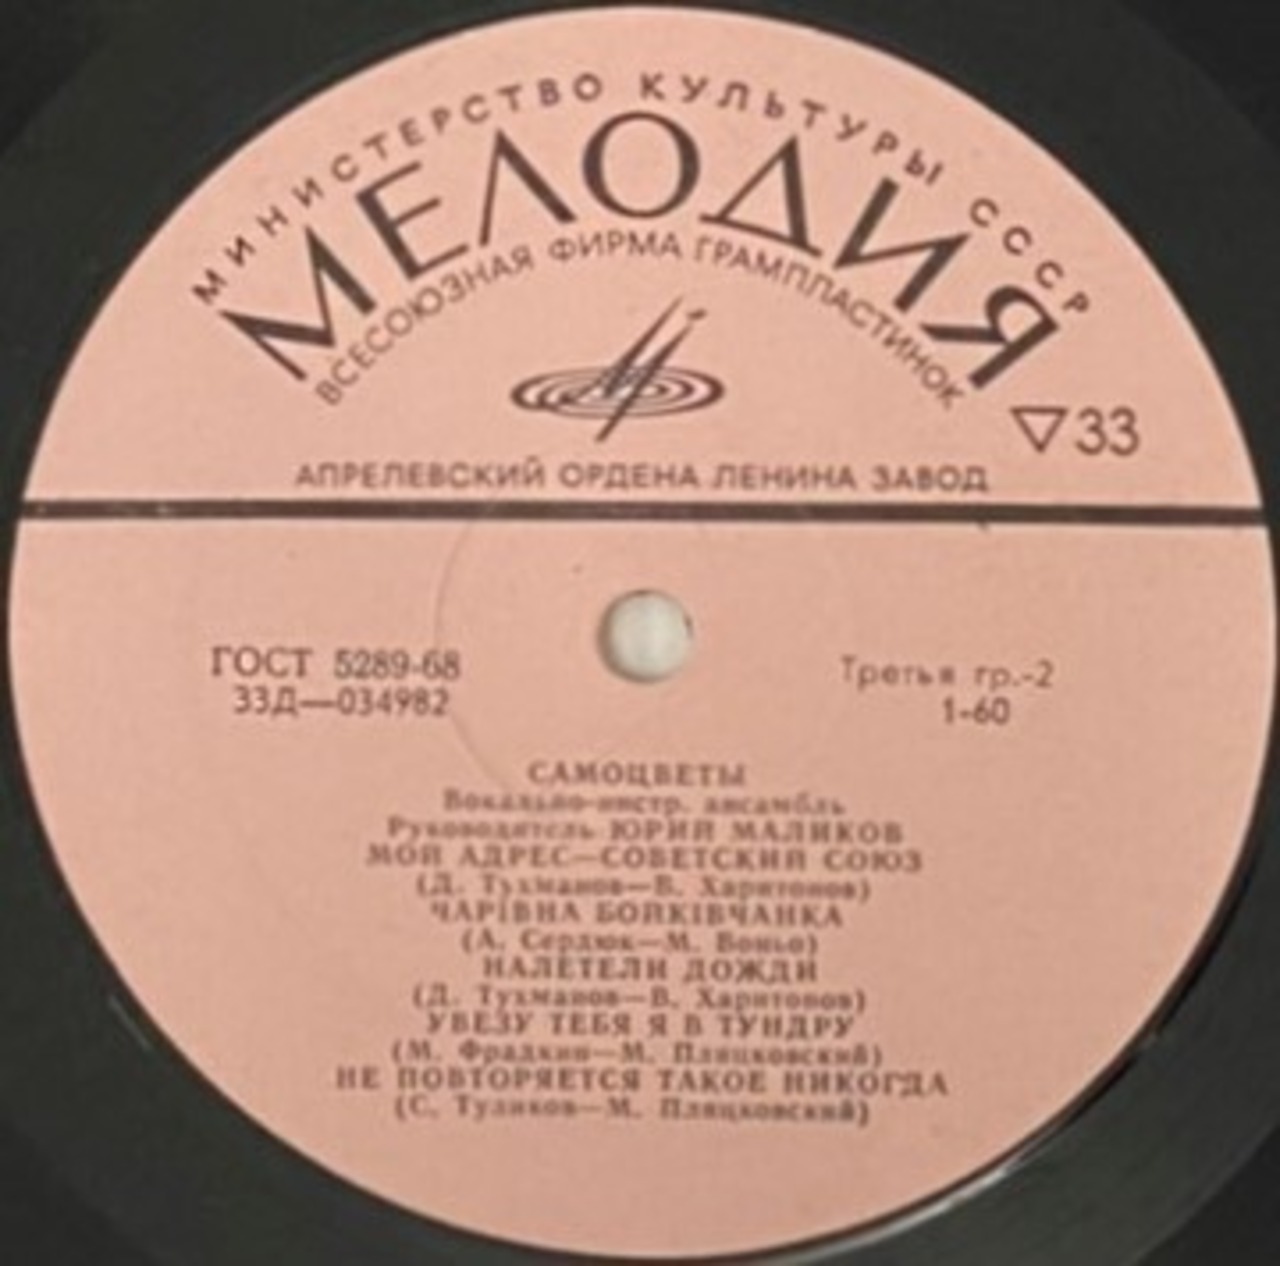 МИНИСТЕРСТВО КУЛЬТУРЫ СССР
МЕЛОДИЯ
ВСЕСОЮЗНАЯ ФИРМА ГРАМПЛАСТИНОК
▽33
АПРЕЛЕВСКИЙ ОРДЕНА ЛЕНИНА ЗАВОД
ГОСТ 5289-68
33Д—034982
Третья гр.-2
1-60
САМОЦВЕТЫ
Вокально-инстр. ансамбль
Руководитель ЮРИЙ МАЛИКОВ
МОЙ АДРЕС—СОВЕТСКИЙ СОЮЗ
(Д. Тухманов—В. Харитонов)
ЧАРІВНА БОЙКІВЧАНКА
(А. Сердюк—М. Воньо)
НАЛЕТЕЛИ ДОЖДИ
(Д. Тухманов—В. Харитонов)
УВЕЗУ ТЕБЯ Я В ТУНДРУ
(М. Фрадкин—М. Пляцковский)
НЕ ПОВТОРЯЕТСЯ ТАКОЕ НИКОГДА
(С. Туликов—М. Пляцковский)